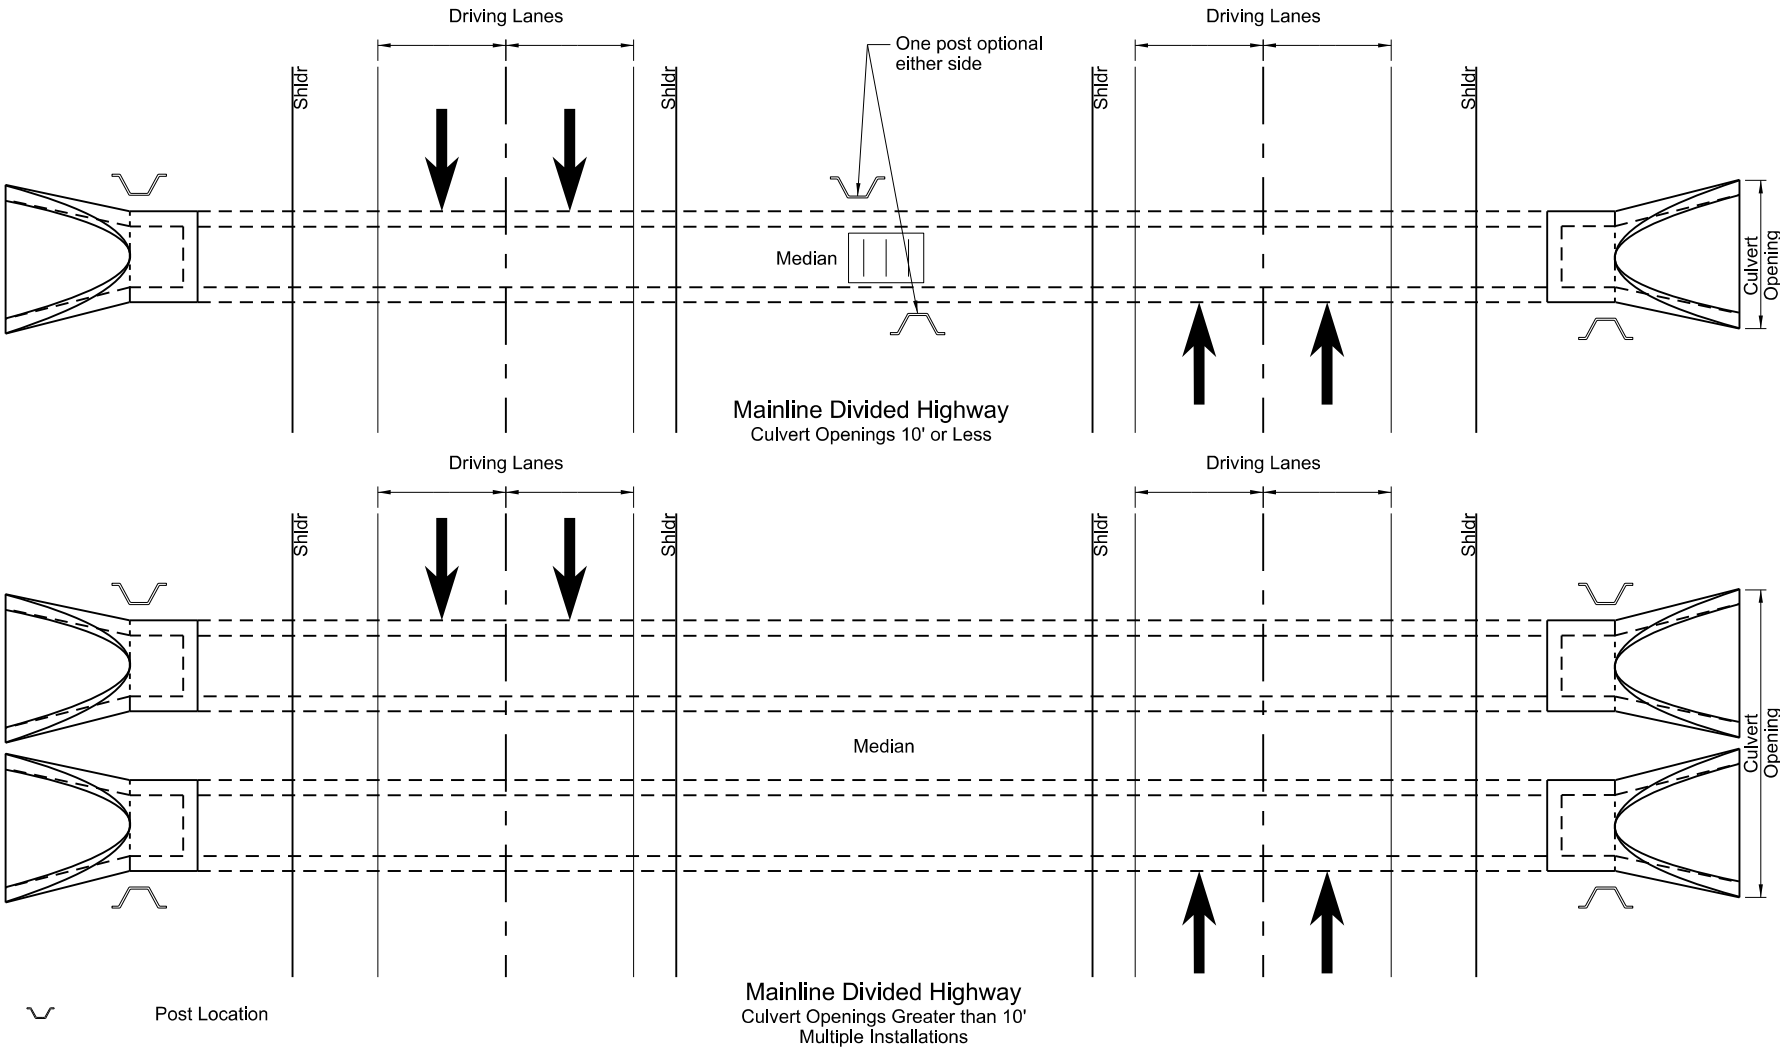 Driving Lanes
Driving Lanes
One post optional
either side
Shldr
Shldr
Shldr
Shldr
Median
Culvert
Opening
Mainline Divided Highway
Culvert Openings 10' or Less
Driving Lanes
Driving Lanes
Shldr
Shldr
Shldr
Shldr
Median
Culvert
Opening
Mainline Divided Highway
Culvert Openings Greater than 10'
Multiple Installations
Post Location